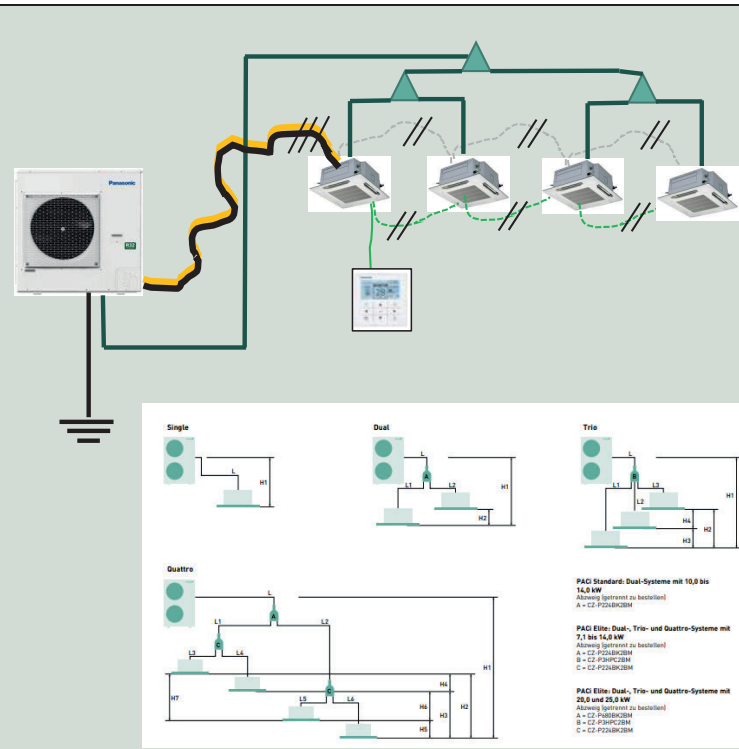 Panasonic
R32
Single
L
H1
Dual
L
A
L1
L2
H2
H1
Trio
L
B
L1
L2
L3
H4
H3
H2
H1
Quattro
L
A
L1
L2
C
L3
L4
C
L5
L6
H7
H6
H5
H4
H3
H2
H1
PACi Standard: Dual-Systeme mit 10,0 bis
14,0 kW
Abzweig (getrennt zu bestellen)
A = CZ-P224BK2BM
PACi Elite: Dual-, Trio- und Quattro-Systeme mit
7,1 bis 14,0 kW
Abzweig (getrennt zu bestellen)
A = CZ-P224BK2BM
B = CZ-P3HPC2BM
C = CZ-P224BK2BM
PACi Elite: Dual-, Trio- und Quattro-Systeme mit
20,0 und 25,0 kW
Abzweig (getrennt zu bestellen)
A = CZ-P680BK2BM
B = CZ-P3HPC2BM
C = CZ-P224BK2BM